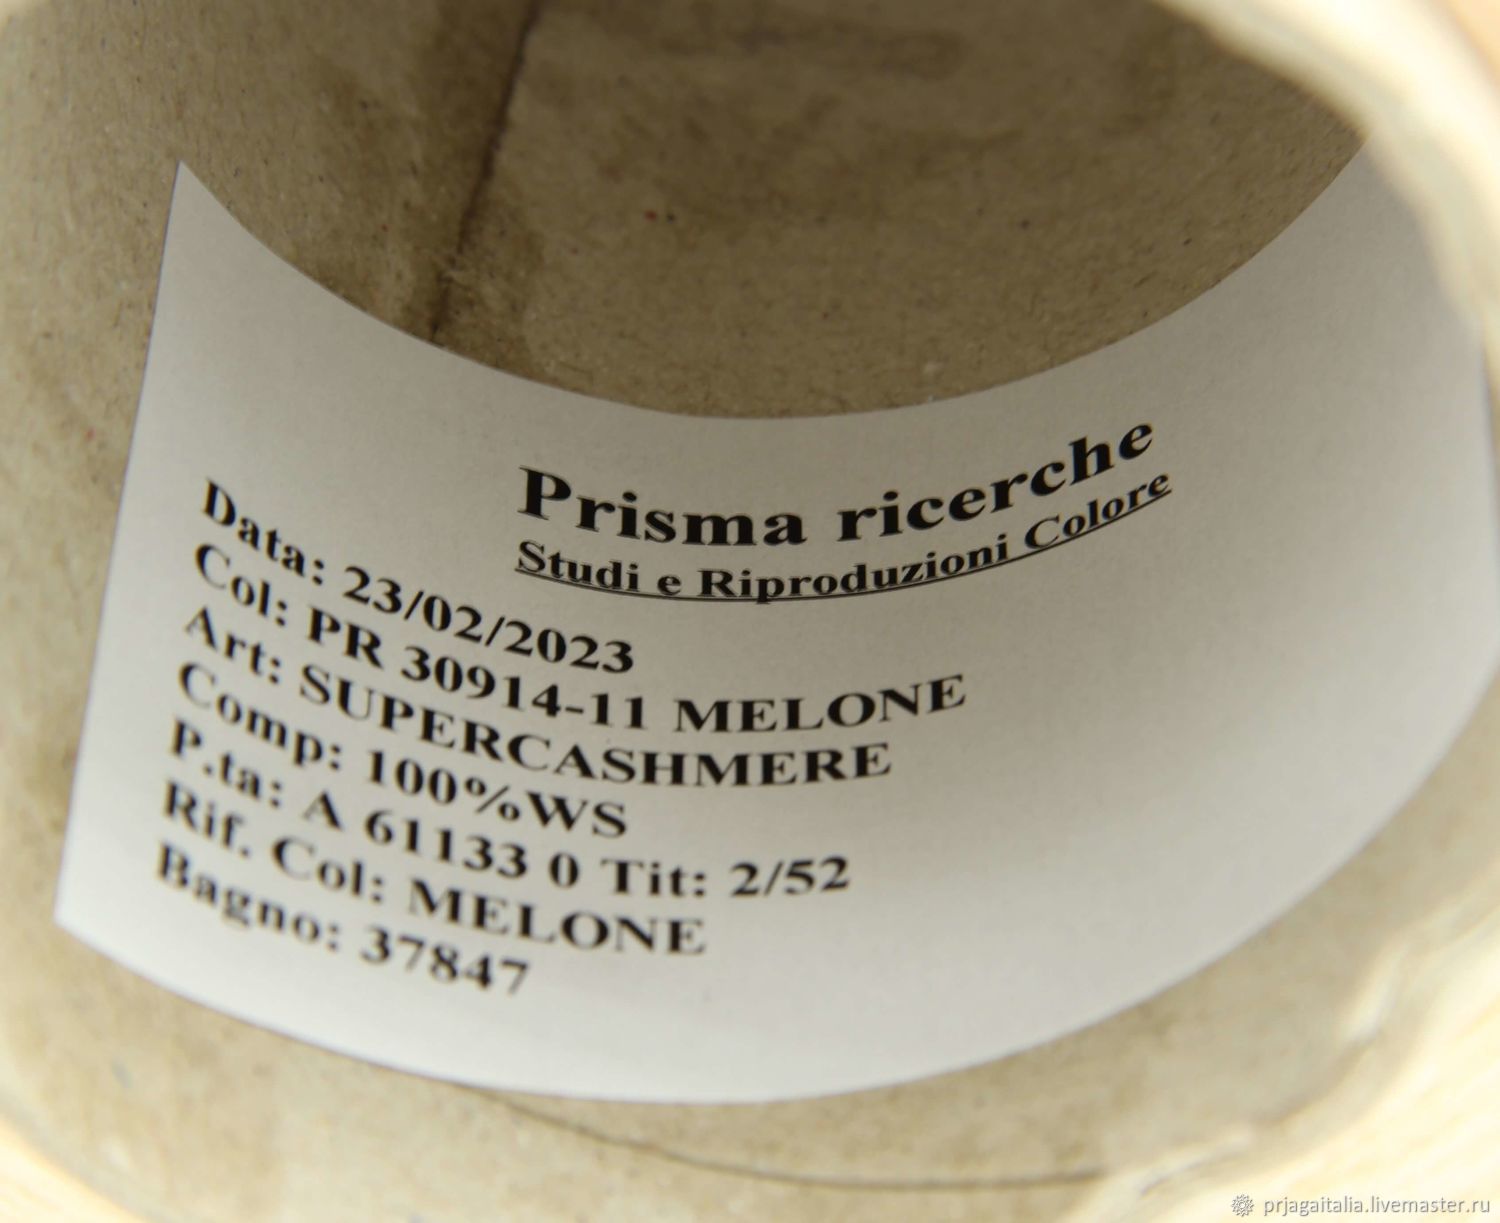 Prisma ricerche
Studi e Riproduzioni Colore
Data: 23/02/2023
Col: PR 30914-11 MELONE
Art: SUPERCASHMERE
Comp: 100%WS
P.ta: A 61133 0 Tit: 2/52
Rif. Col: MELONE
Bagno: 37847
prjagaitalia.livemaster.ru